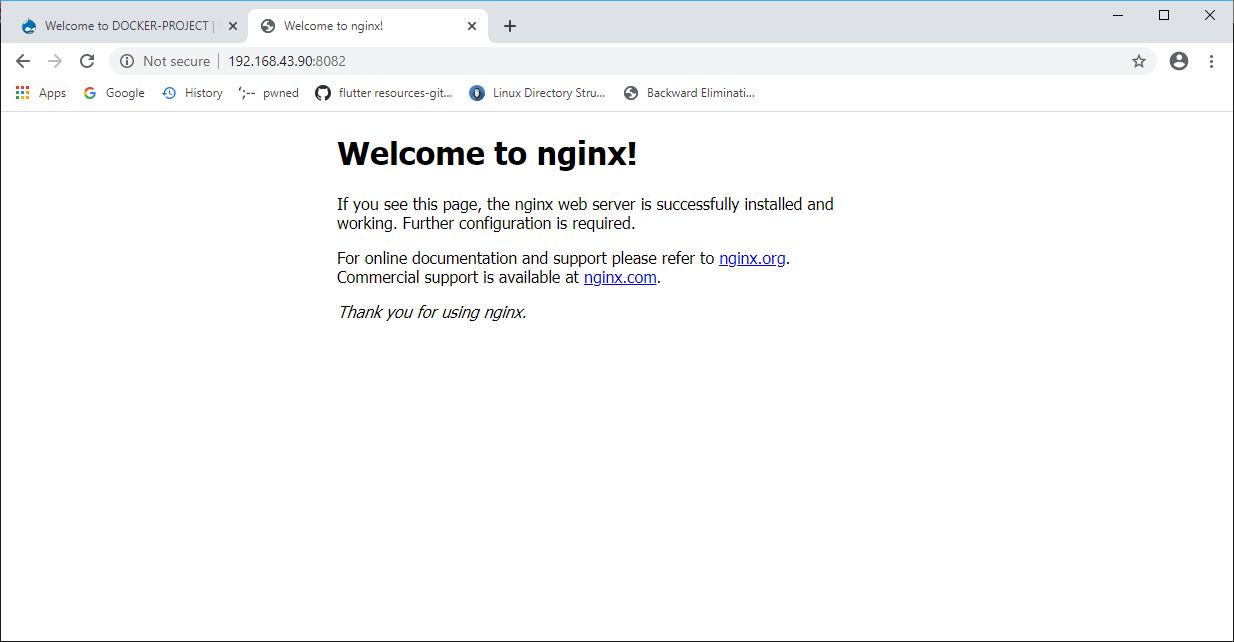 Welcome to DOCKER-PROJECT |
Welcome to nginx!
Not secure | 192.168.43.90:8082
Apps Google History ';-- pwned flutter resources-git... Linux Directory Stru... Backward Eliminati...
Welcome to nginx!
If you see this page, the nginx web server is successfully installed and
working. Further configuration is required.
For online documentation and support please refer to nginx.org.
Commercial support is available at nginx.com.
Thank you for using nginx.